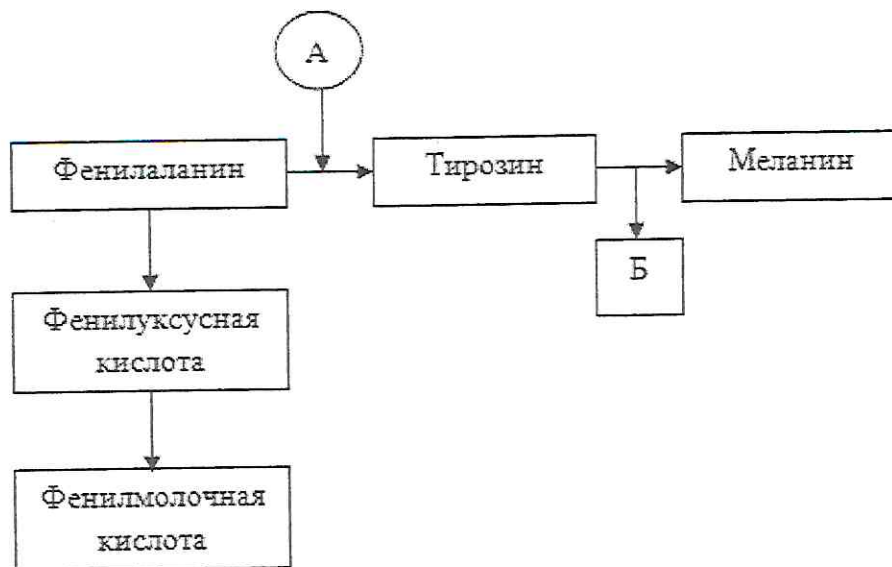 А
Фенилаланин
Тирозин
Меланин
Б
Фенилуксусная
кислота
Фенилмолочная
кислота